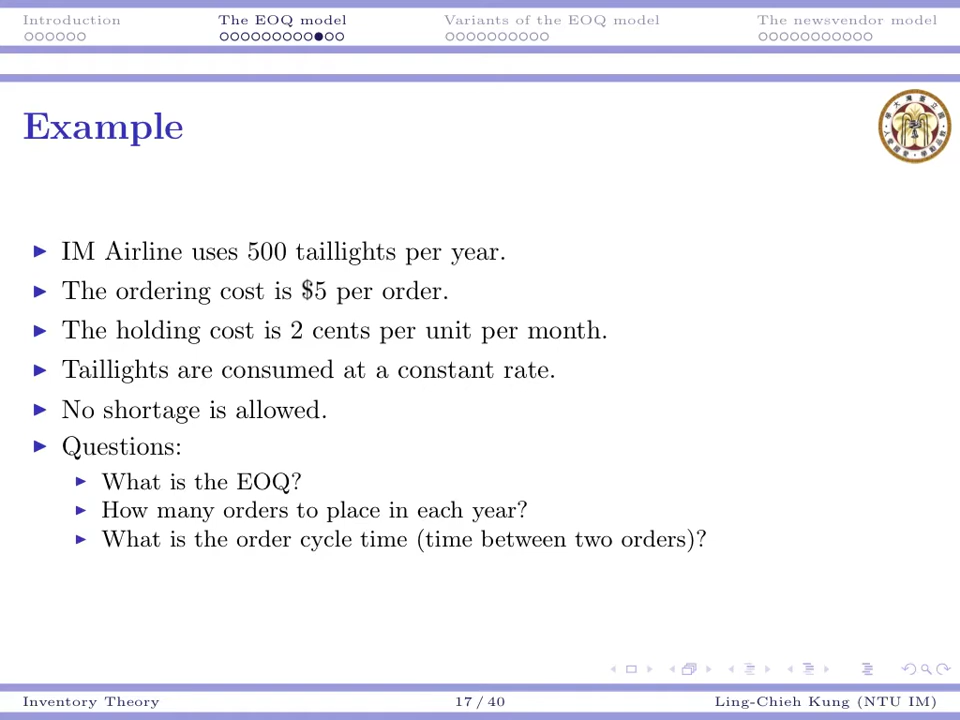 Introduction
The EOQ model
Variants of the EOQ model
The newsvendor model
Example
IM Airline uses 500 taillights per year.
The ordering cost is $5 per order.
The holding cost is 2 cents per unit per month.
Taillights are consumed at a constant rate.
No shortage is allowed.
Questions:
What is the EOQ?
How many orders to place in each year?
What is the order cycle time (time between two orders)?
Inventory Theory
17 / 40
Ling-Chieh Kung (NTU IM)